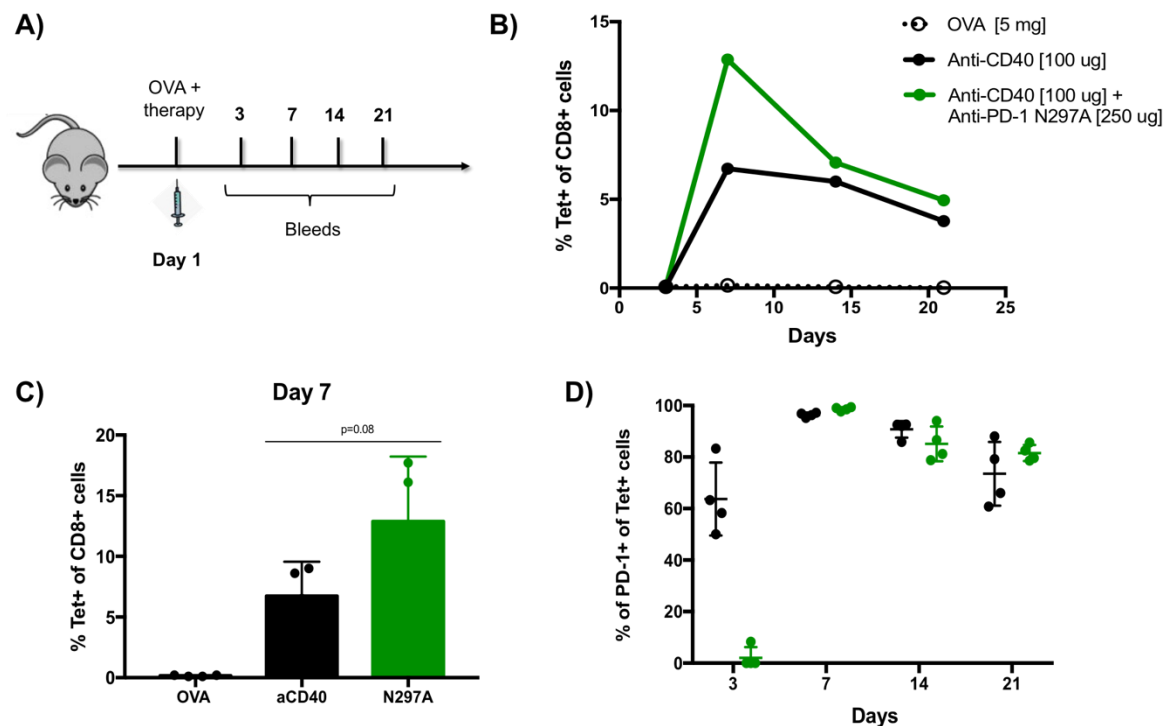 A)
OVA +
therapy
3 7 14 21
Bleeds
Day 1
B)
% Tet+ of CD8+ cells
15
10
5
0
0 5 10 15 20 25
Days
OVA [5 mg]
Anti-CD40 [100 ug]
Anti-CD40 [100 ug] +
Anti-PD-1 N297A [250 ug]
C)
Day 7
% Tet+ of CD8+ cells
20
15
10
5
0
p=0.08
OVA aCD40 N297A
D)
% of PD-1+ of Tet+ cells
100
80
60
40
20
0
3 7 14 21
Days